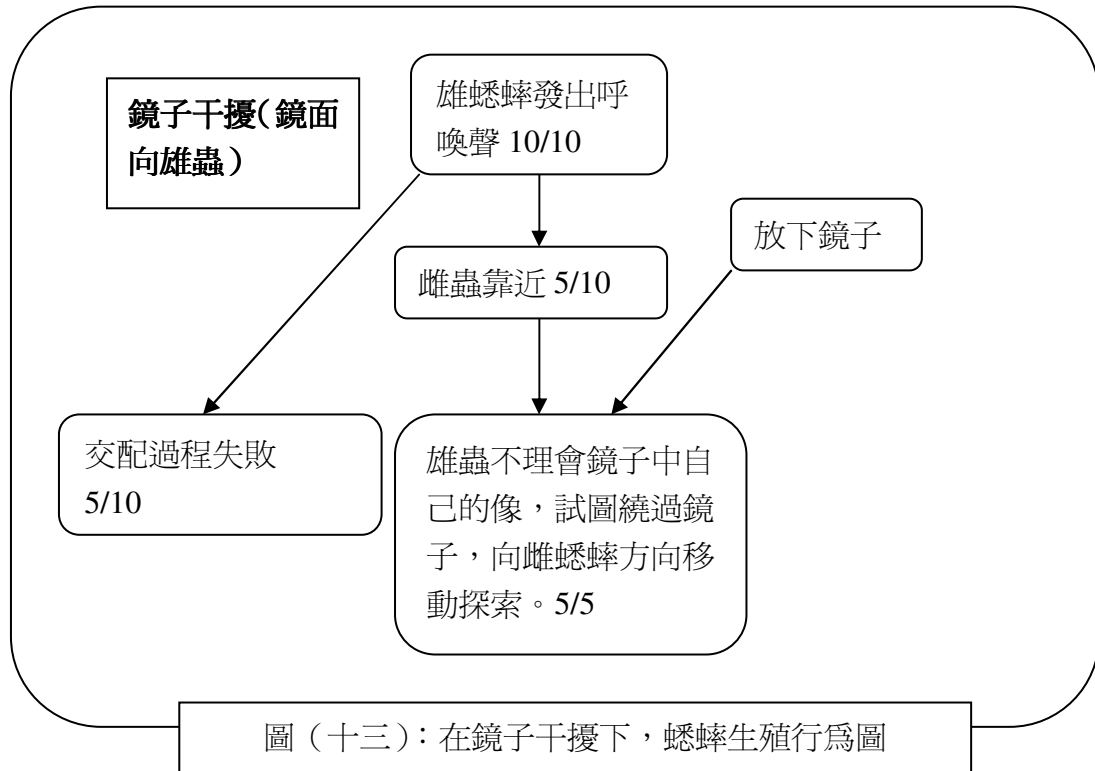 鏡子干擾(鏡面
向雄蟲)
雄蟋蟀發出呼
喚聲 10/10
放下鏡子
雌蟲靠近 5/10
交配過程失敗
5/10
雄蟲不理會鏡子中自
己的像，試圖繞過鏡
子，向雌蟋蟀方向移
動探索。5/5
圖（十三）：在鏡子干擾下，蟋蟀生殖行為圖